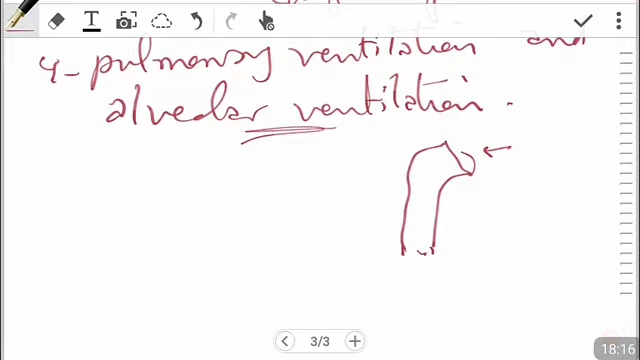 4- pulmonary ventilation and
alveolar ventilation.
T
3/3
18:16